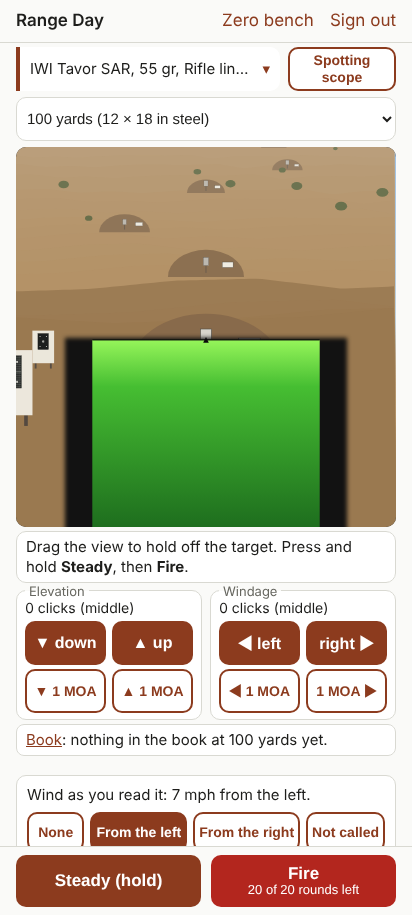 Range Day
Zero bench
Sign out
IWI Tavor SAR, 55 gr, Rifle lin... ▼
Spotting
scope
100 yards (12 × 18 in steel)
Drag the view to hold off the target. Press and
hold Steady, then Fire.
Elevation
0 clicks (middle)
▼ down
▲ up
▼ 1 MOA
▲ 1 MOA
Windage
0 clicks (middle)
◀ left
right ▶
◀ 1 MOA
1 MOA ▶
Book: nothing in the book at 100 yards yet.
Wind as you read it: 7 mph from the left.
None
From the left
From the right
Not called
Steady (hold)
Fire
20 of 20 rounds left